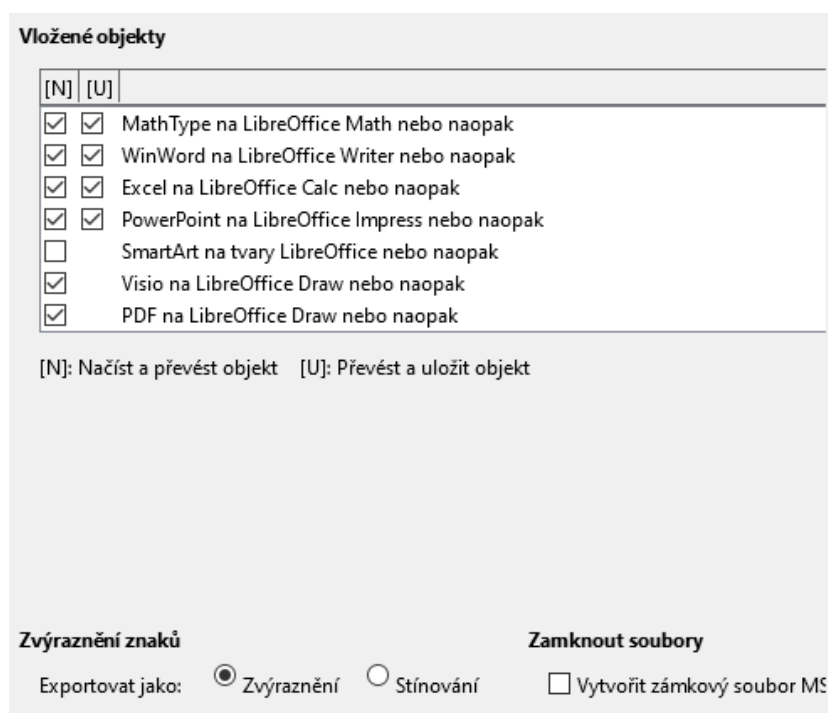 Vložené objekty
[N] [U]
MathType na LibreOffice Math nebo naopak
WinWord na LibreOffice Writer nebo naopak
Excel na LibreOffice Calc nebo naopak
PowerPoint na LibreOffice Impress nebo naopak
SmartArt na tvary LibreOffice nebo naopak
Visio na LibreOffice Draw nebo naopak
PDF na LibreOffice Draw nebo naopak
[N]: Načíst a převést objekt [U]: Převést a uložit objekt
Zvýraznění znaků Zamknout soubory
Exportovat jako: Zvýraznění Stínování Vytvořit zámkový soubor